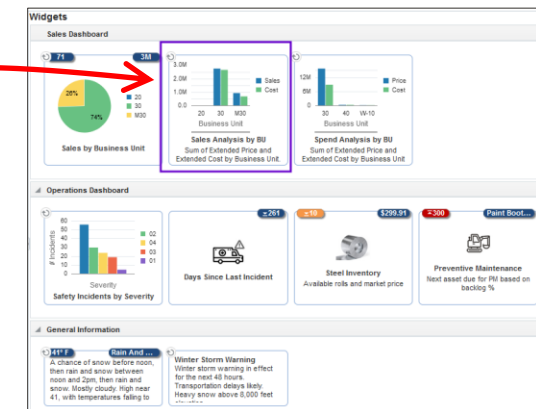 Widgets
Sales Dashboard
71
3M
26%
74%
20
30
M30
Sales by Business Unit
3.0M
2.0M
1.0M
0.0
20 30 M30
Business Unit
Sales
Cost
Sales Analysis by BU
Sum of Extended Price and
Extended Cost by Business Unit
12M
6M
0
30 40 W-10
Business Unit
Price
Cost
Spend Analysis by BU
Sum of Extended Price and
Extended Cost by Business Unit
Operations Dashboard
# Incidents
60
50
40
30
20
10
0
Severity
02
04
03
01
Safety Incidents by Severity
≥261
Days Since Last Incident
$299.91
Steel Inventory
Available rolls and market price
Paint Boot...
Preventive Maintenance
Next asset due for PM based on
backlog %
General Information
41° F
Rain And ...
A chance of snow before noon,
then rain and snow between
noon and 2pm, then rain and
snow. Mostly cloudy. High near
41, with temperatures falling to
Winter Storm Warning
Winter storm warning in effect
for the next 48 hours.
Transportation delays likely.
Heavy snow above 8,000 feet